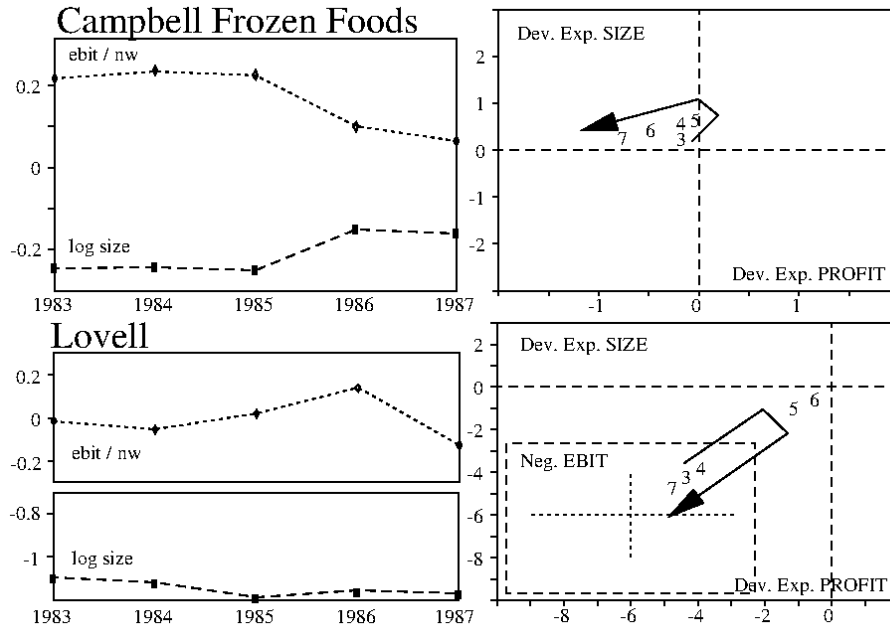 Campbell Frozen Foods
ebit / nw
0.2
0
-0.2
log size
1983 1984 1985 1986 1987
Dev. Exp. SIZE
2
1
0
-1
-2
3 4 5 6 7
Dev. Exp. PROFIT
-1 0 1
Lovell
0.2
0
-0.2
ebit / nw
-0.8
-1
log size
1983 1984 1985 1986 1987
Dev. Exp. SIZE
2
0
-2
-4
-6
-8
6
5
4
3
7
Neg. EBIT
Dev. Exp. PROFIT
-8 -6 -4 -2 0